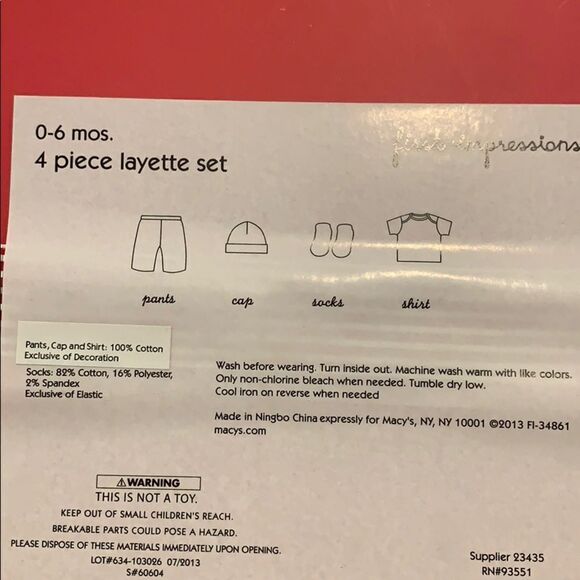 0-6 mos.
4 piece layette set
first impressions
pants cap socks shirt
Pants, Cap and Shirt: 100% Cotton
Exclusive of Decoration
Socks: 82% Cotton, 16% Polyester,
2% Spandex
Exclusive of Elastic
Wash before wearing. Turn inside out. Machine wash warm with like colors.
Only non-chlorine bleach when needed. Tumble dry low.
Cool iron on reverse when needed
Made in Ningbo China expressly for Macy's, NY, NY 10001 ©2013 FI-34861
macys.com
⚠WARNING
THIS IS NOT A TOY.
KEEP OUT OF SMALL CHILDREN'S REACH.
BREAKABLE PARTS COULD POSE A HAZARD.
PLEASE DISPOSE OF THESE MATERIALS IMMEDIATELY UPON OPENING.
LOT#634-103026 07/2013
S#60604
Supplier 23435
RN#93551